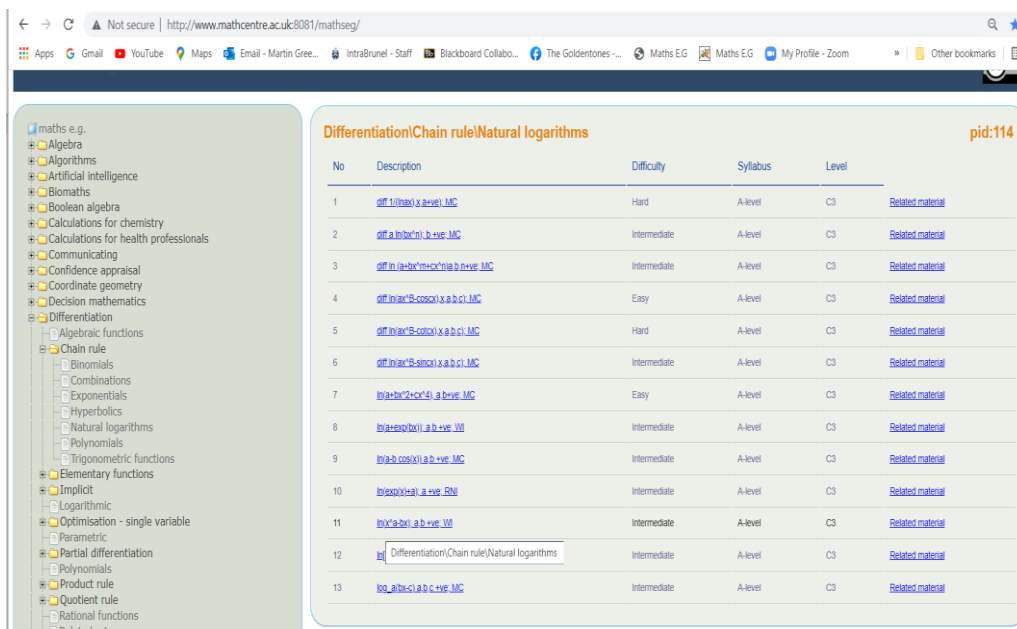 Not secure | http://www.mathcentre.ac.uk:8081/mathseg/
Apps Gmail YouTube Maps Email - Martin Gree... IntraBrunel - Staff Blackboard Collabo... The Goldentones -... Maths E.G Maths E.G My Profile - Zoom » Other bookmarks
maths e.g.
Algebra
Algorithms
Artificial intelligence
Biomaths
Boolean algebra
Calculations for chemistry
Calculations for health professionals
Communicating
Confidence appraisal
Coordinate geometry
Decision mathematics
Differentiation
Algebraic functions
Chain rule
Binomials
Combinations
Exponentials
Hyperbolics
Natural logarithms
Polynomials
Trigonometric functions
Elementary functions
Implicit
Logarithmic
Optimisation - single variable
Parametric
Partial differentiation
Polynomials
Product rule
Quotient rule
Rational functions
Differentiation\Chain rule\Natural logarithms pid:114
No Description Difficulty Syllabus Level
1 diff 1/(lnax),x,a+ve); MC Hard A-level C3 Related material
2 diff a ln(bx^n); b +ve; MC Intermediate A-level C3 Related material
3 diff ln (a+bx^m+cx^n)a,b,n+ve; MC Intermediate A-level C3 Related material
4 diff ln(ax^B-coscx),x,a,b,c); MC Easy A-level C3 Related material
5 diff ln(ax^B-cotcx),x,a,b,c); MC Hard A-level C3 Related material
6 diff ln(ax^B-sincx),x,a,b,c); MC Intermediate A-level C3 Related material
7 ln(a+bx^2+cx^4), a,b+ve; MC Easy A-level C3 Related material
8 ln(a+exp(bx)); a,b +ve; WI Intermediate A-level C3 Related material
9 ln(a-b cos(x)) a,b +ve; MC Intermediate A-level C3 Related material
10 ln(exp(x)+a); a +ve; RNI Intermediate A-level C3 Related material
11 ln(x^a-bx); a,b +ve; WI Intermediate A-level C3 Related material
12 ln( Differentiation\Chain rule\Natural logarithms Intermediate A-level C3 Related material
13 log_a(bx-c) a,b,c +ve; MC Intermediate A-level C3 Related material